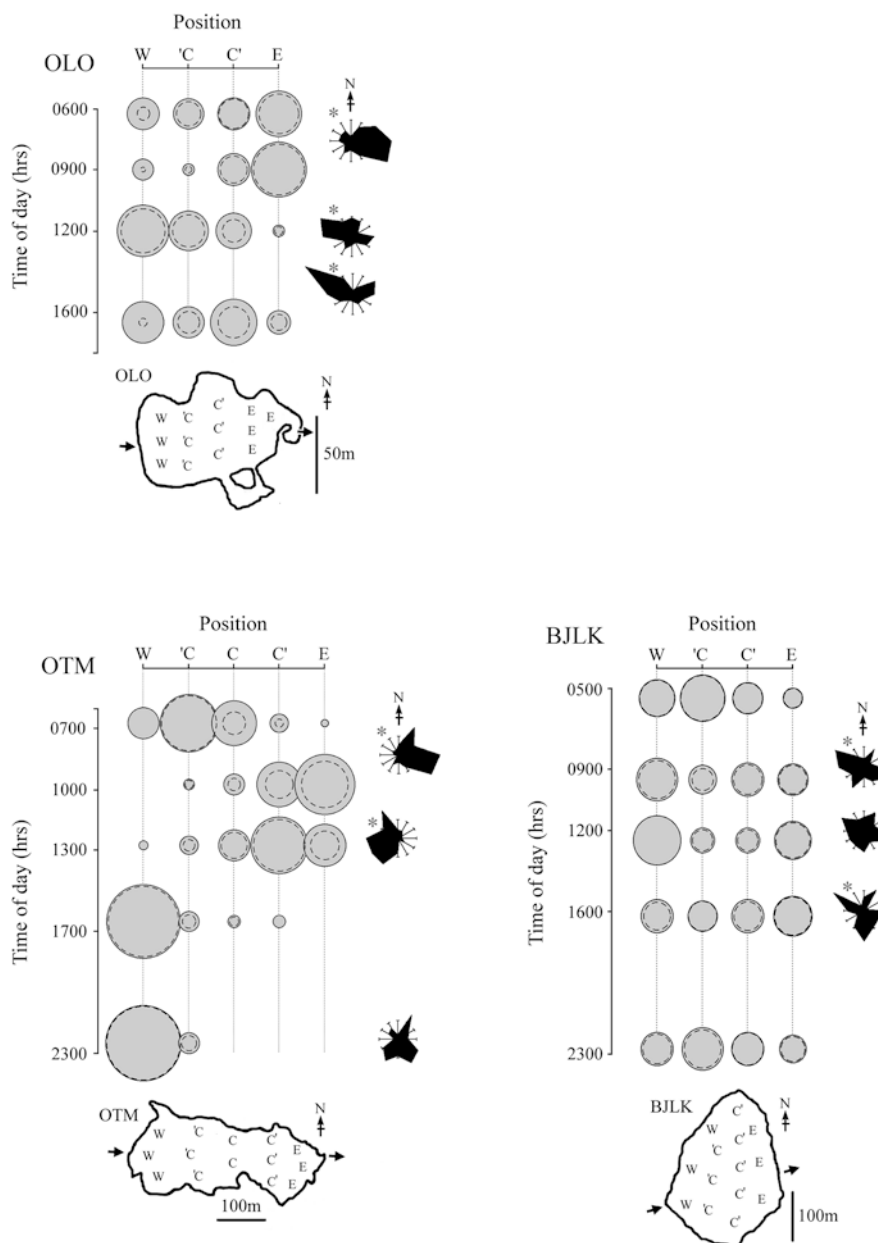 Position
OLO
W 'C C' E
N
0600
*
0900
*
1200
*
1600
Time of day (hrs)
OLO
N
C'
E
W 'C E
C' E
W 'C
C' E
W 'C
50m
Position
OTM
W 'C C C' E
N
0700
*
1000
*
1300
1700
2300
Time of day (hrs)
OTM
N
W 'C C C'
E
W 'C C'
C E
W 'C C' E E
100m
Position
BJLK
W 'C C' E
0500
N
*
0900
1200
*
1600
2300
Time of day (hrs)
BJLK
N
C'
W E
'C C'
W E
'C C'
C'
W 'C E
C'
100m